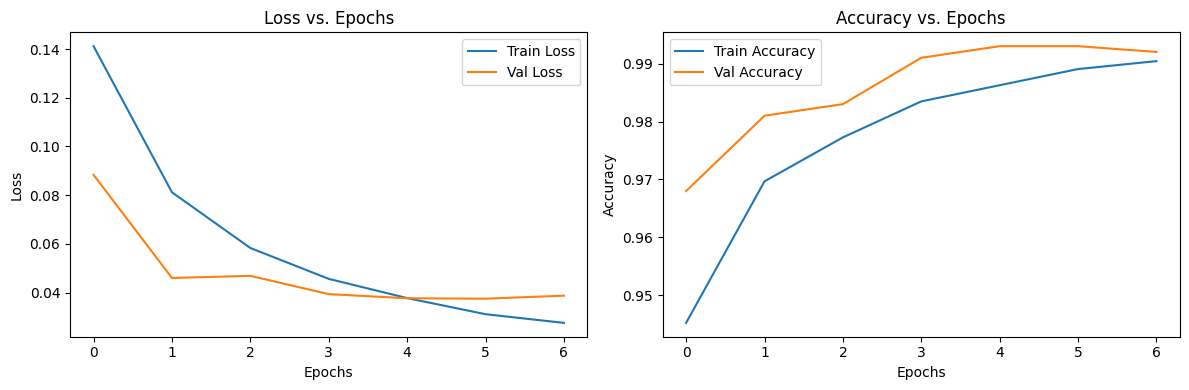 Loss vs. Epochs
Train Loss
Val Loss
0.14
0.12
0.10
0.08
0.06
0.04
Loss
0 1 2 3 4 5 6
Epochs
Accuracy vs. Epochs
Train Accuracy
Val Accuracy
0.99
0.98
0.97
0.96
0.95
Accuracy
0 1 2 3 4 5 6
Epochs